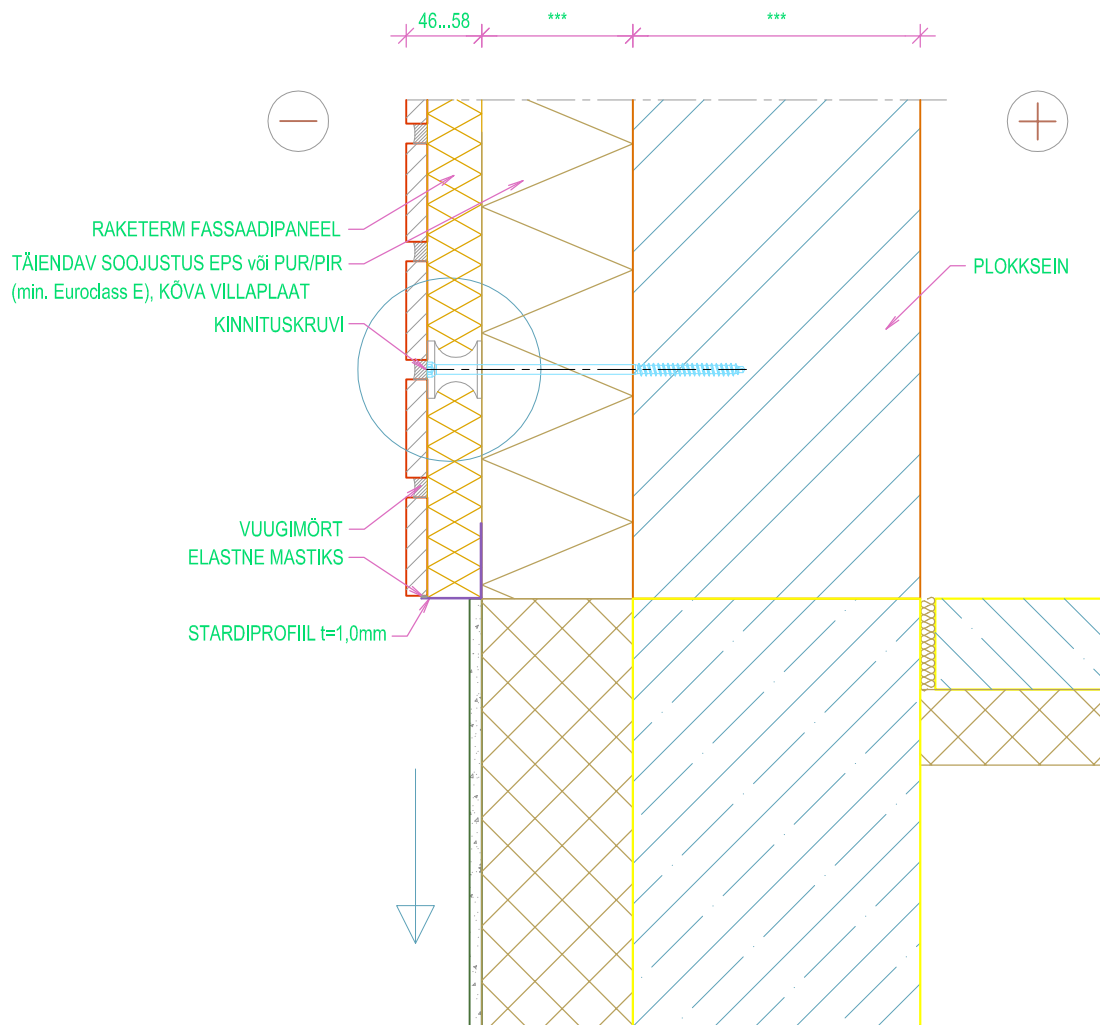 46...58
***
***
RAKETERM FASSAADIPANEEL
TÄIENDAV SOOJUSTUS EPS või PUR/PIR
(min. Euroclass E), KÕVA VILLAPLAAT
PLOKKSEIN
KINNITUSKRUVI
VUUGIMÖRT
ELASTNE MASTIKS
STARDIPROFIIL t=1,0mm